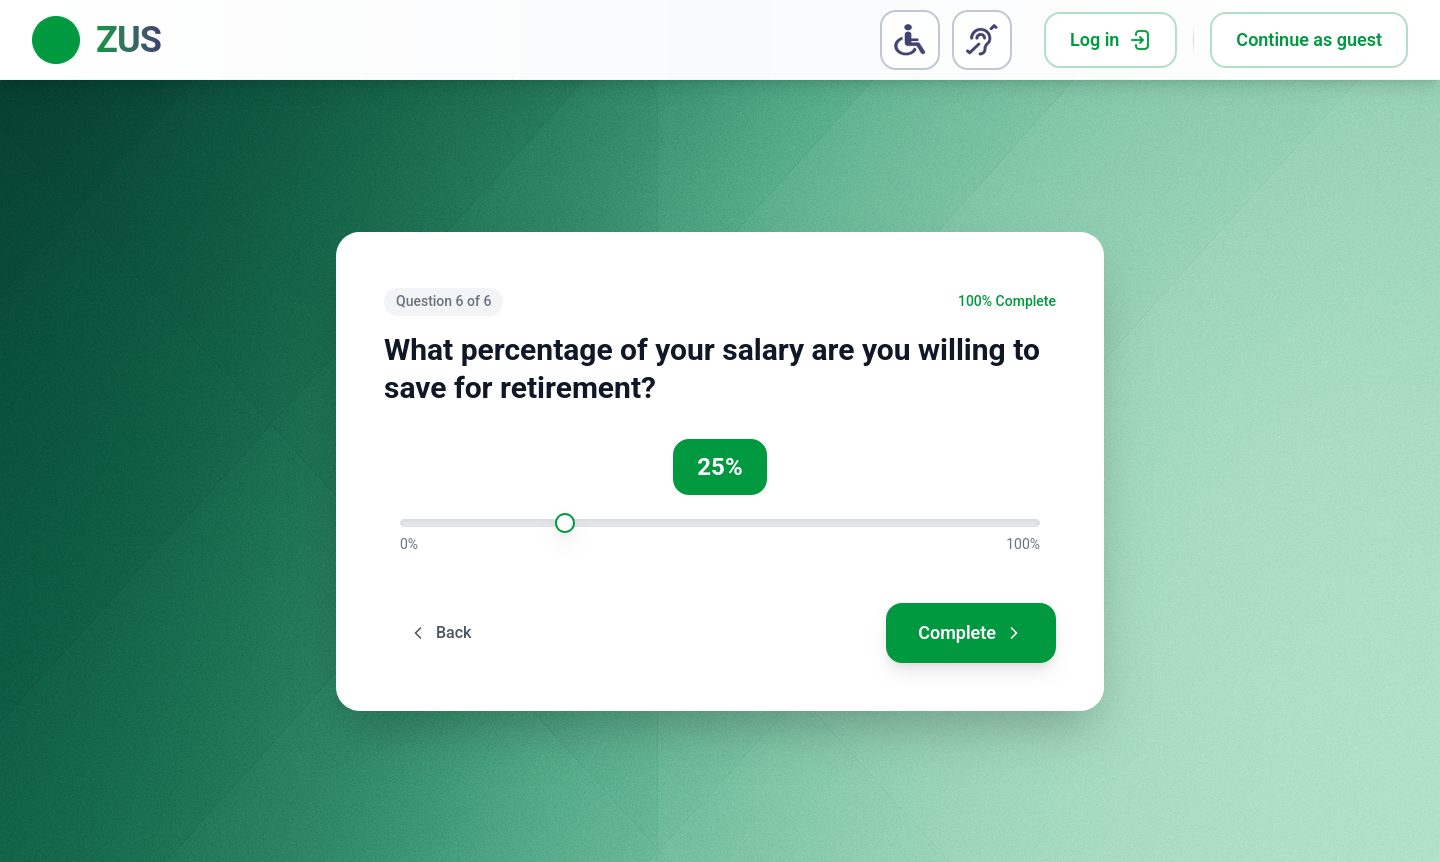 ZUS
Log in
Continue as guest
Question 6 of 6
100% Complete
What percentage of your salary are you willing to
save for retirement?
25%
0%
100%
Back
Complete